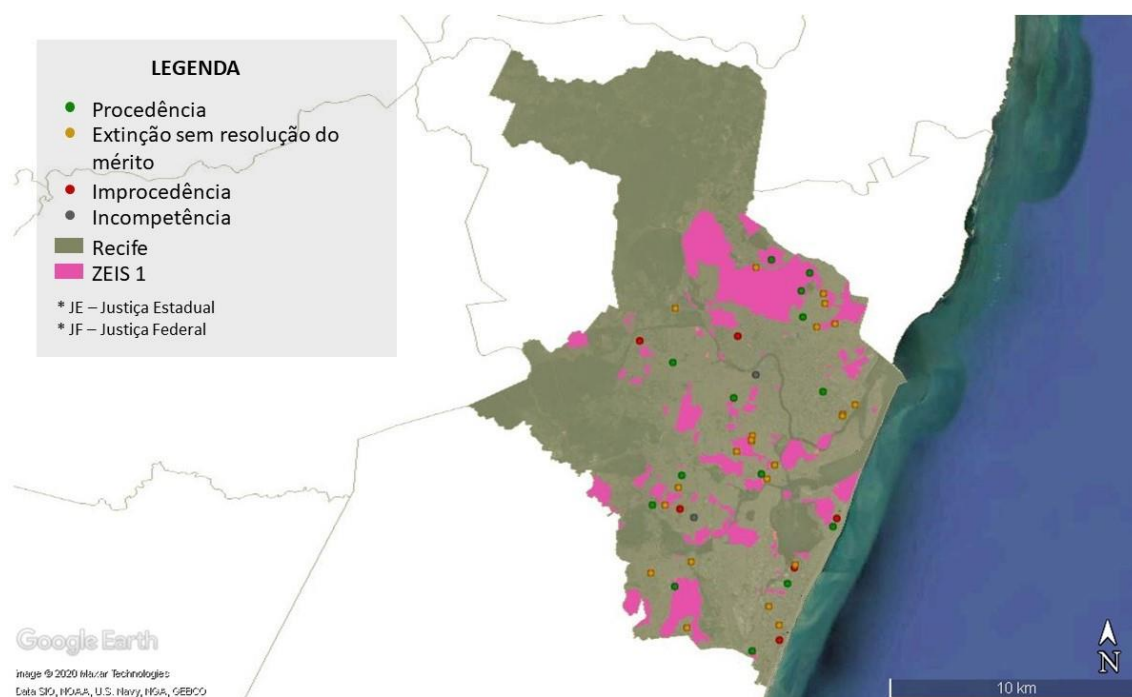 LEGENDA
Procedência
Extinção sem resolução do
mérito
Improcedência
Incompetência
Recife
ZEIS 1
* JE – Justiça Estadual
* JF – Justiça Federal
Google Earth
Image © 2020 Maxar Technologies
Data SIO, NOAA, U.S. Navy, NGA, GEBCO
10 km
N